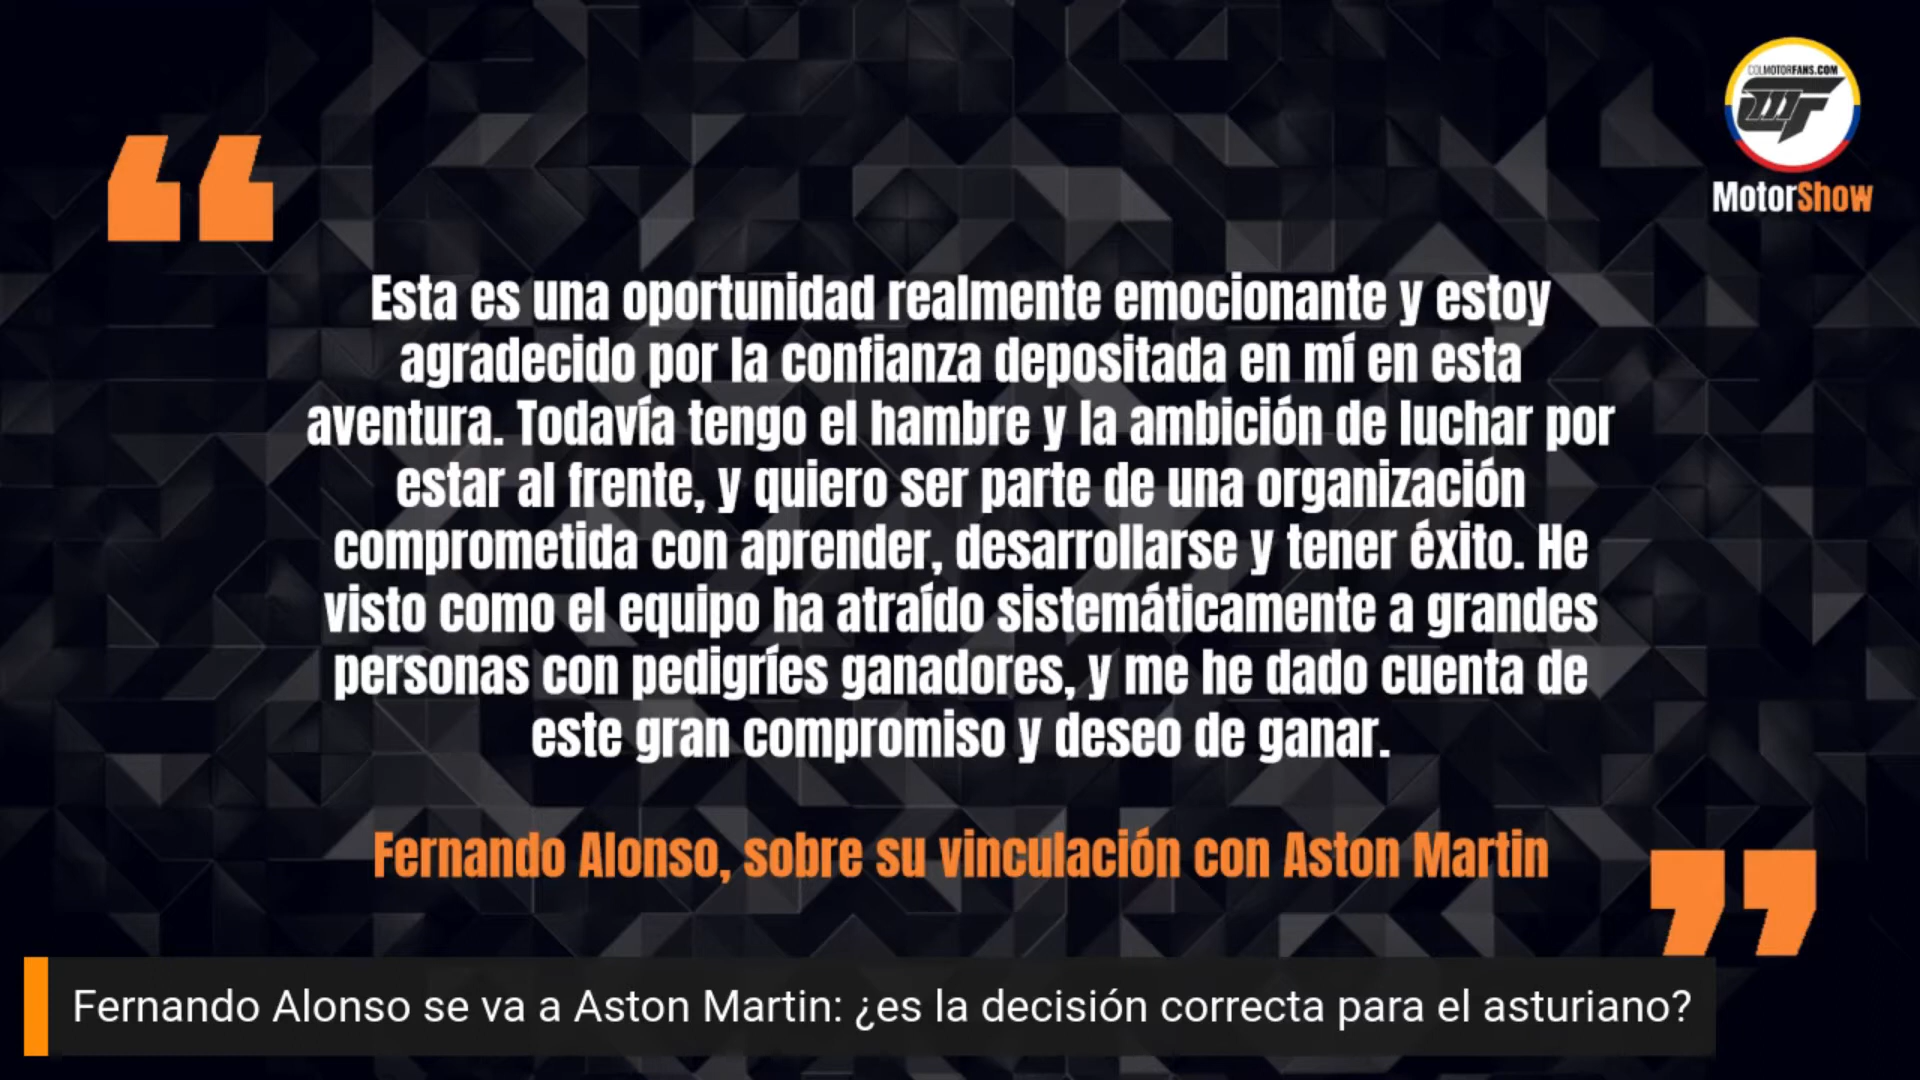 COLMOTORFANS.COM
MotorShow
“
Esta es una oportunidad realmente emocionante y estoy
agradecido por la confianza depositada en mí en esta
aventura. Todavía tengo el hambre y la ambición de luchar por
estar al frente, y quiero ser parte de una organización
comprometida con aprender, desarrollarse y tener éxito. He
visto como el equipo ha atraído sistemáticamente a grandes
personas con pedigríes ganadores, y me he dado cuenta de
este gran compromiso y deseo de ganar.
Fernando Alonso, sobre su vinculación con Aston Martin
”
Fernando Alonso se va a Aston Martin: ¿es la decisión correcta para el asturiano?